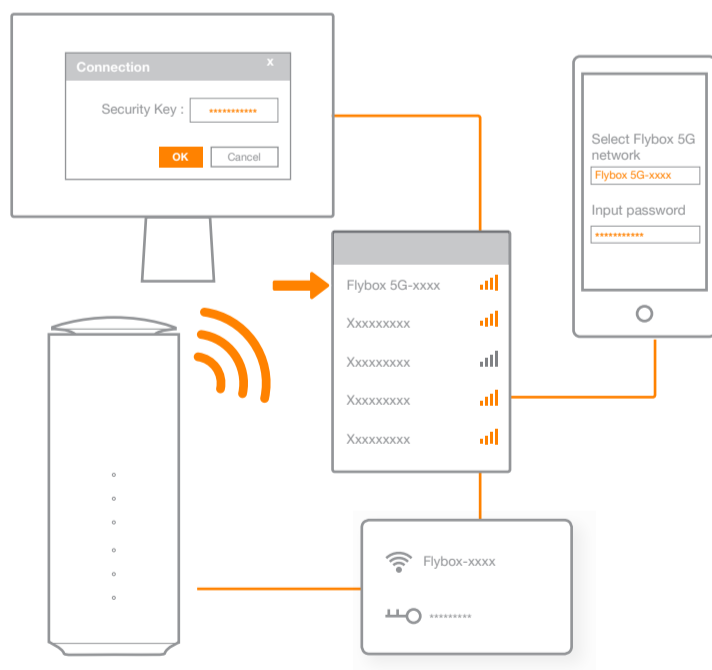 Connection x
Security Key : ***********
OK Cancel
Select Flybox 5G
network
Flybox 5G-xxxx
Input password
***********
Flybox 5G-xxxx
Xxxxxxxxx
Xxxxxxxxx
Xxxxxxxxx
Xxxxxxxxx
Flybox-xxxx
*********